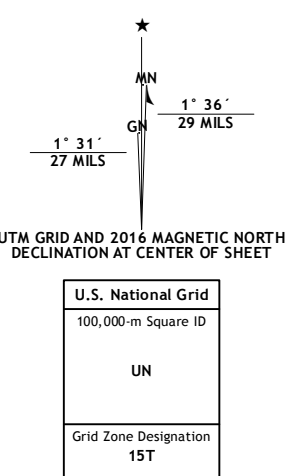 ★
MN
1° 36´
29 MILS
GN
1° 31´
27 MILS
UTM GRID AND 2016 MAGNETIC NORTH
DECLINATION AT CENTER OF SHEET
U.S. National Grid
100,000-m Square ID
UN
Grid Zone Designation
15T